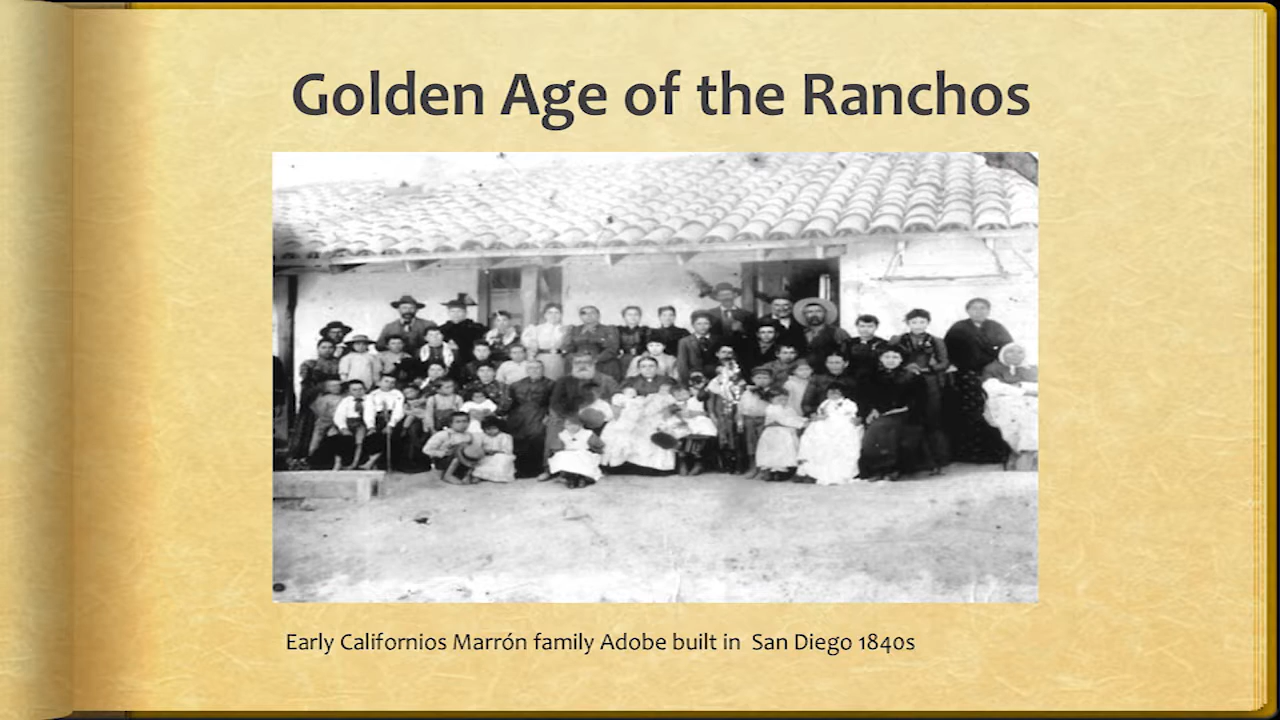 Golden Age of the Ranchos
Early Californios Marrón family Adobe built in  San Diego 1840s